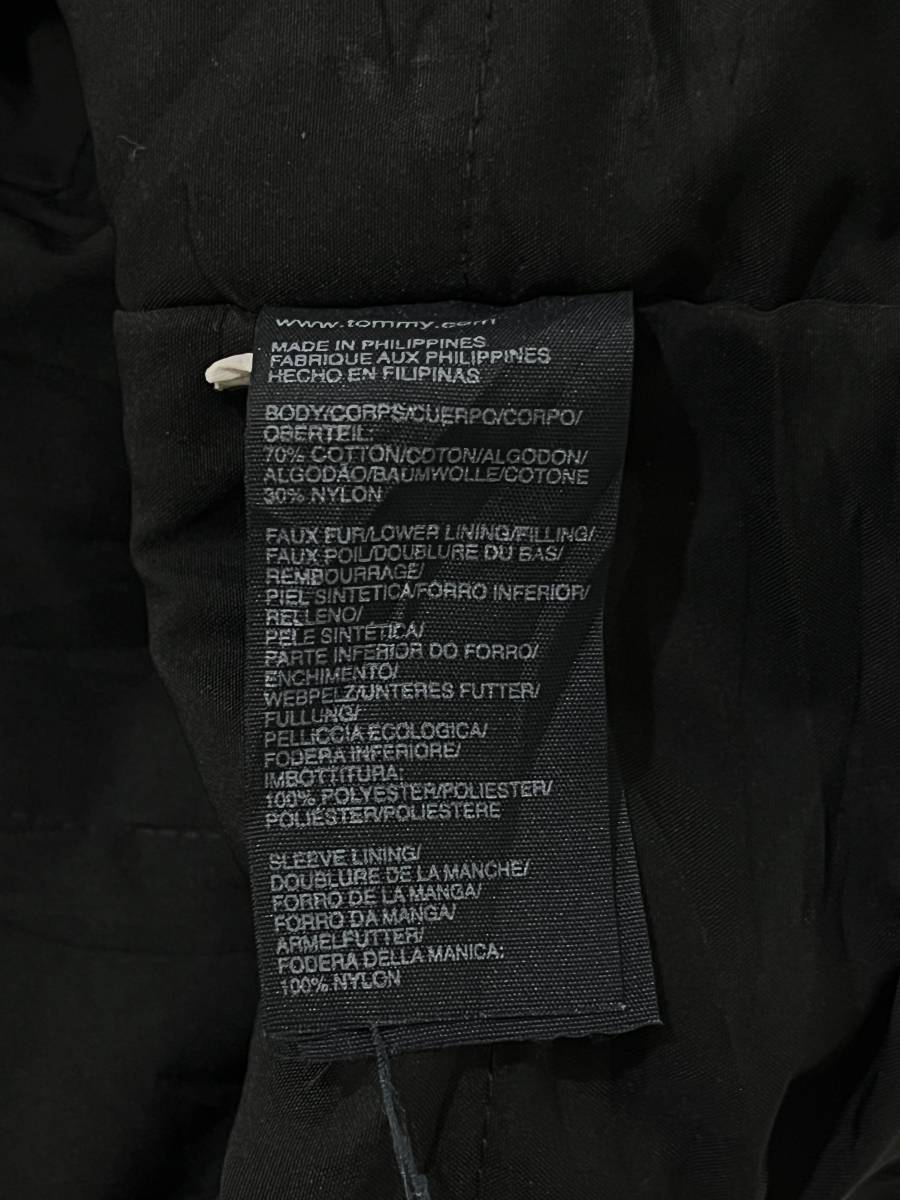 www.tommy.com
MADE IN PHILIPPINES
FABRIQUE AUX PHILIPPINES
HECHO EN FILIPINAS
BODY/CORPS/CUERPO/CORPO/
OBERTEIL:
70% COTTON/COTON/ALGODON/
ALGODÃO/BAUMWOLLE/COTONE
30% NYLON
FAUX FUR/LOWER LINING/FILLING/
FAUX POIL/DOUBLURE DU BAS/
REMBOURRAGE/
PIEL SINTETICA/FORRO INFERIOR/
RELLENO/
PELE SINTÉTICA/
PARTE INFERIOR DO FORRO/
ENCHIMENTO/
WEBPELZ/UNTERES FUTTER/
FULLUNG/
PELLICCIA ECOLOGICA/
FODERA INFERIORE/
IMBOTTITURA:
100% POLYESTER/POLIESTER/
POLIÉSTER/POLIESTERE
SLEEVE LINING/
DOUBLURE DE LA MANCHE/
FORRO DE LA MANGA/
FORRO DA MANGA/
ARMELFUTTER/
FODERA DELLA MANICA:
100% NYLON